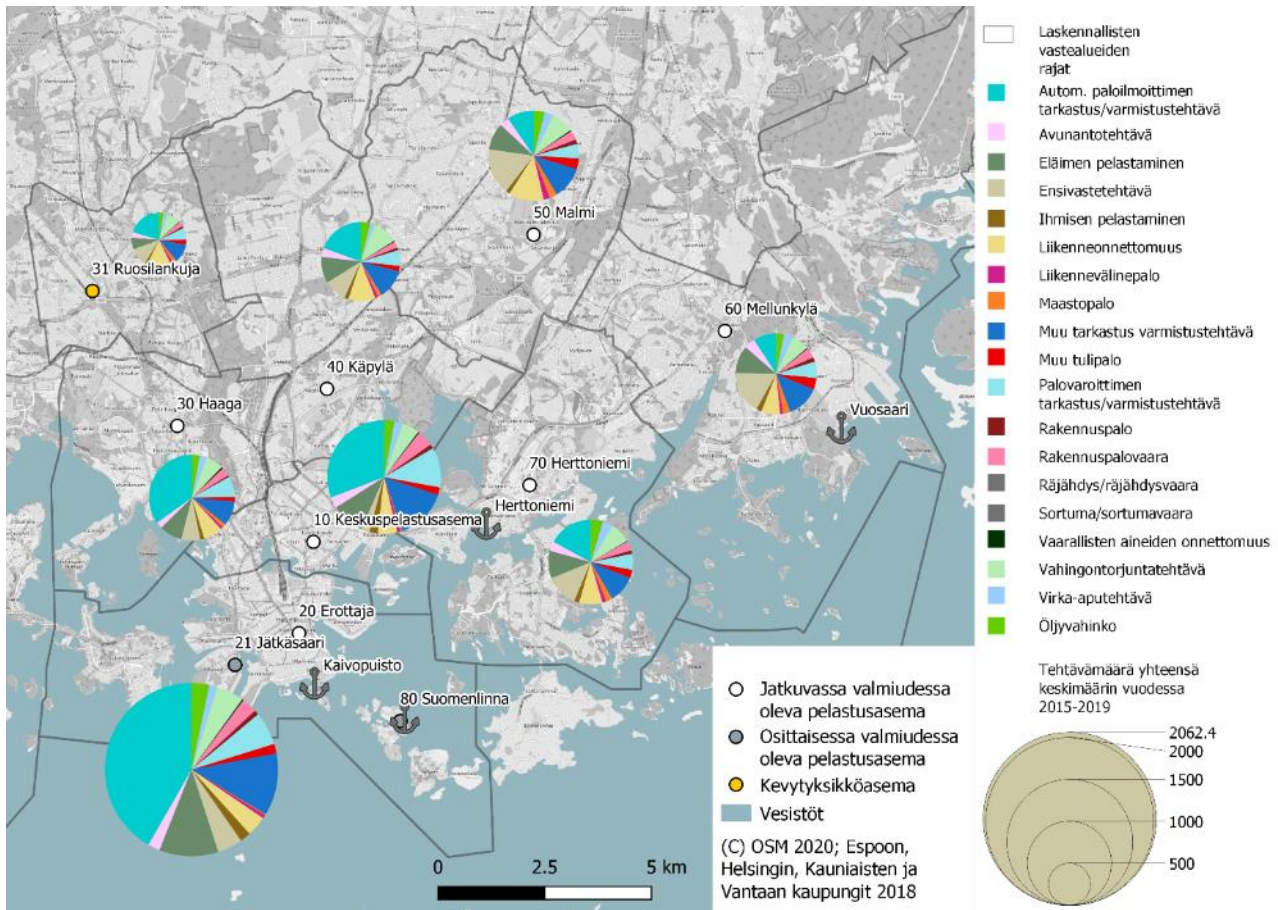 50 Malmi
31 Ruosilankuja
60 Mellunkylä
40 Käpylä
Vuosaari
30 Haaga
70 Herttoniemi
Herttoniemi
10 Keskuspelastusasema
20 Erottaja
21 Jätkäsaari
Kaivopuisto
80 Suomenlinna
0 2.5 5 km
Jatkuvassa valmiudessa
oleva pelastusasema
Osittaisessa valmiudessa
oleva pelastusasema
Kevytyksikköasema
Vesistöt
(C) OSM 2020; Espoon,
Helsingin, Kauniaisten ja
Vantaan kaupungit 2018
Laskennallisten
vastealueiden
rajat
Autom. paloilmoittimen
tarkastus/varmistustehtävä
Avunantotehtävä
Eläimen pelastaminen
Ensivastetehtävä
Ihmisen pelastaminen
Liikenneonnettomuus
Liikennevälinepalo
Maastopalo
Muu tarkastus varmistustehtävä
Muu tulipalo
Palovaroittimen
tarkastus/varmistustehtävä
Rakennuspalo
Rakennuspalovaara
Räjähdys/räjähdysvaara
Sortuma/sortumavaara
Vaarallisten aineiden onnettomuus
Vahingontorjuntatehtävä
Virka-aputehtävä
Öljyvahinko
Tehtävämäärä yhteensä
keskimäärin vuodessa
2015-2019
2062.4
2000
1500
1000
500